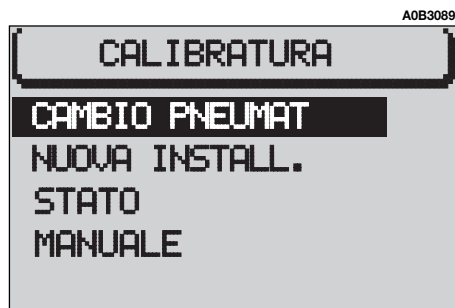 A0B3089
CALIBRATURA
CAMBIO PNEUMAT
NUOVA INSTALL.
STATO
MANUALE